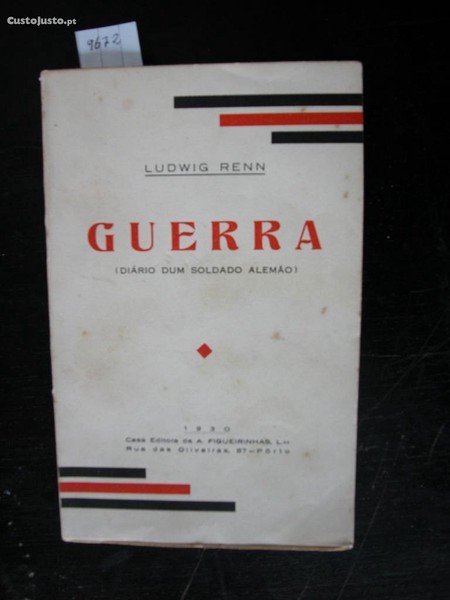 CustoJusto.pt
9672
LUDWIG RENN
GUERRA
(DIÁRIO DUM SOLDADO ALEMÃO)
1930
Casa Editora de A. FIGUEIRINHAS, L.da
Rua das Oliveiras, 87—Pôrto